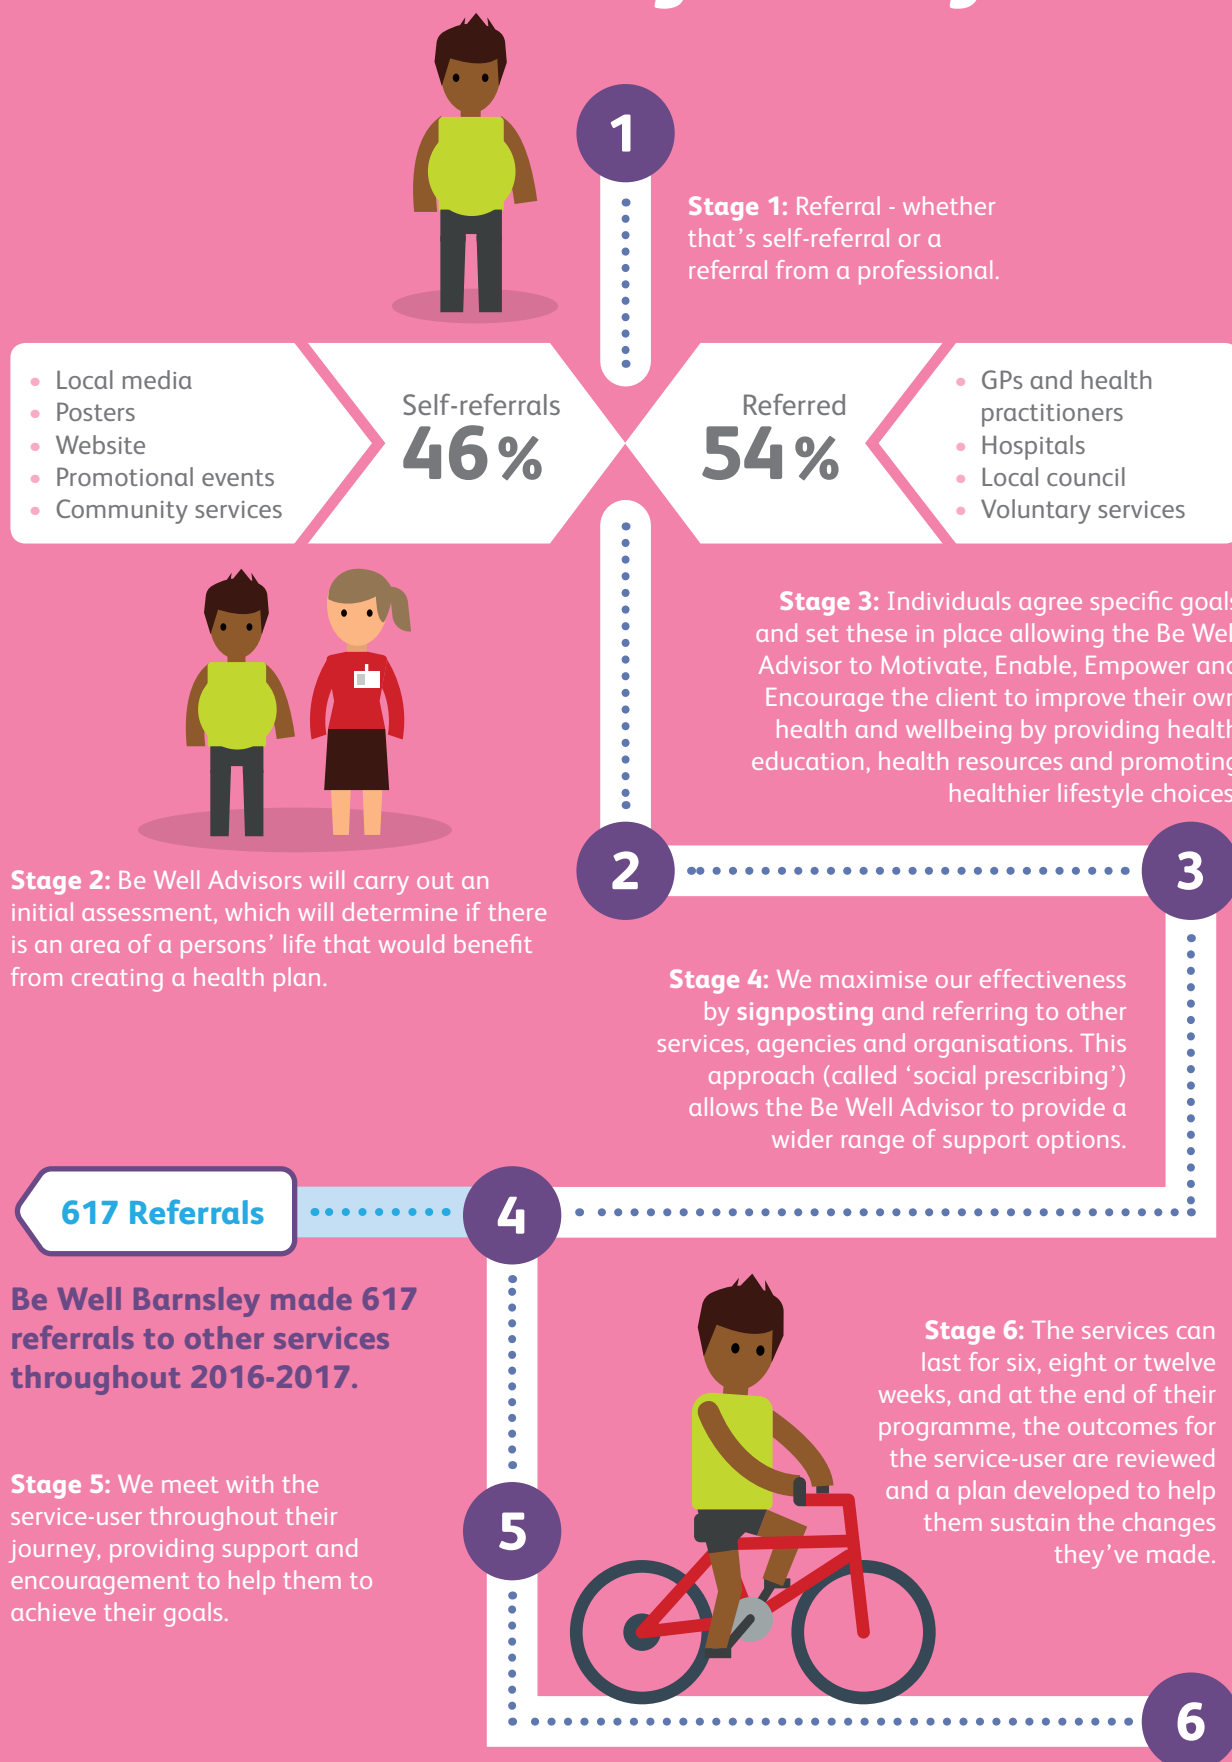 1
Stage 1: Referral - whether
that's self-referral or a
referral from a professional.
• Local media
• Posters
• Website
• Promotional events
• Community services
Self-referrals
46%
Referred
54%
• GPs and health
practitioners
• Hospitals
• Local council
• Voluntary services
Stage 3: Individuals agree specific goals
and set these in place allowing the Be Well
Advisor to Motivate, Enable, Empower and
Encourage the client to improve their own
health and wellbeing by providing health
education, health resources and promoting
healthier lifestyle choices
2
3
Stage 2: Be Well Advisors will carry out an
initial assessment, which will determine if there
is an area of a persons' life that would benefit
from creating a health plan.
Stage 4: We maximise our effectiveness
by signposting and referring to other
services, agencies and organisations. This
approach (called 'social prescribing')
allows the Be Well Advisor to provide a
wider range of support options.
617 Referrals
4
Be Well Barnsley made 617
referrals to other services
throughout 2016-2017.
Stage 6: The services can
last for six, eight or twelve
weeks, and at the end of their
programme, the outcomes for
the service-user are reviewed
and a plan developed to help
them sustain the changes
they've made.
Stage 5: We meet with the
service-user throughout their
journey, providing support and
encouragement to help them to
achieve their goals.
5
6